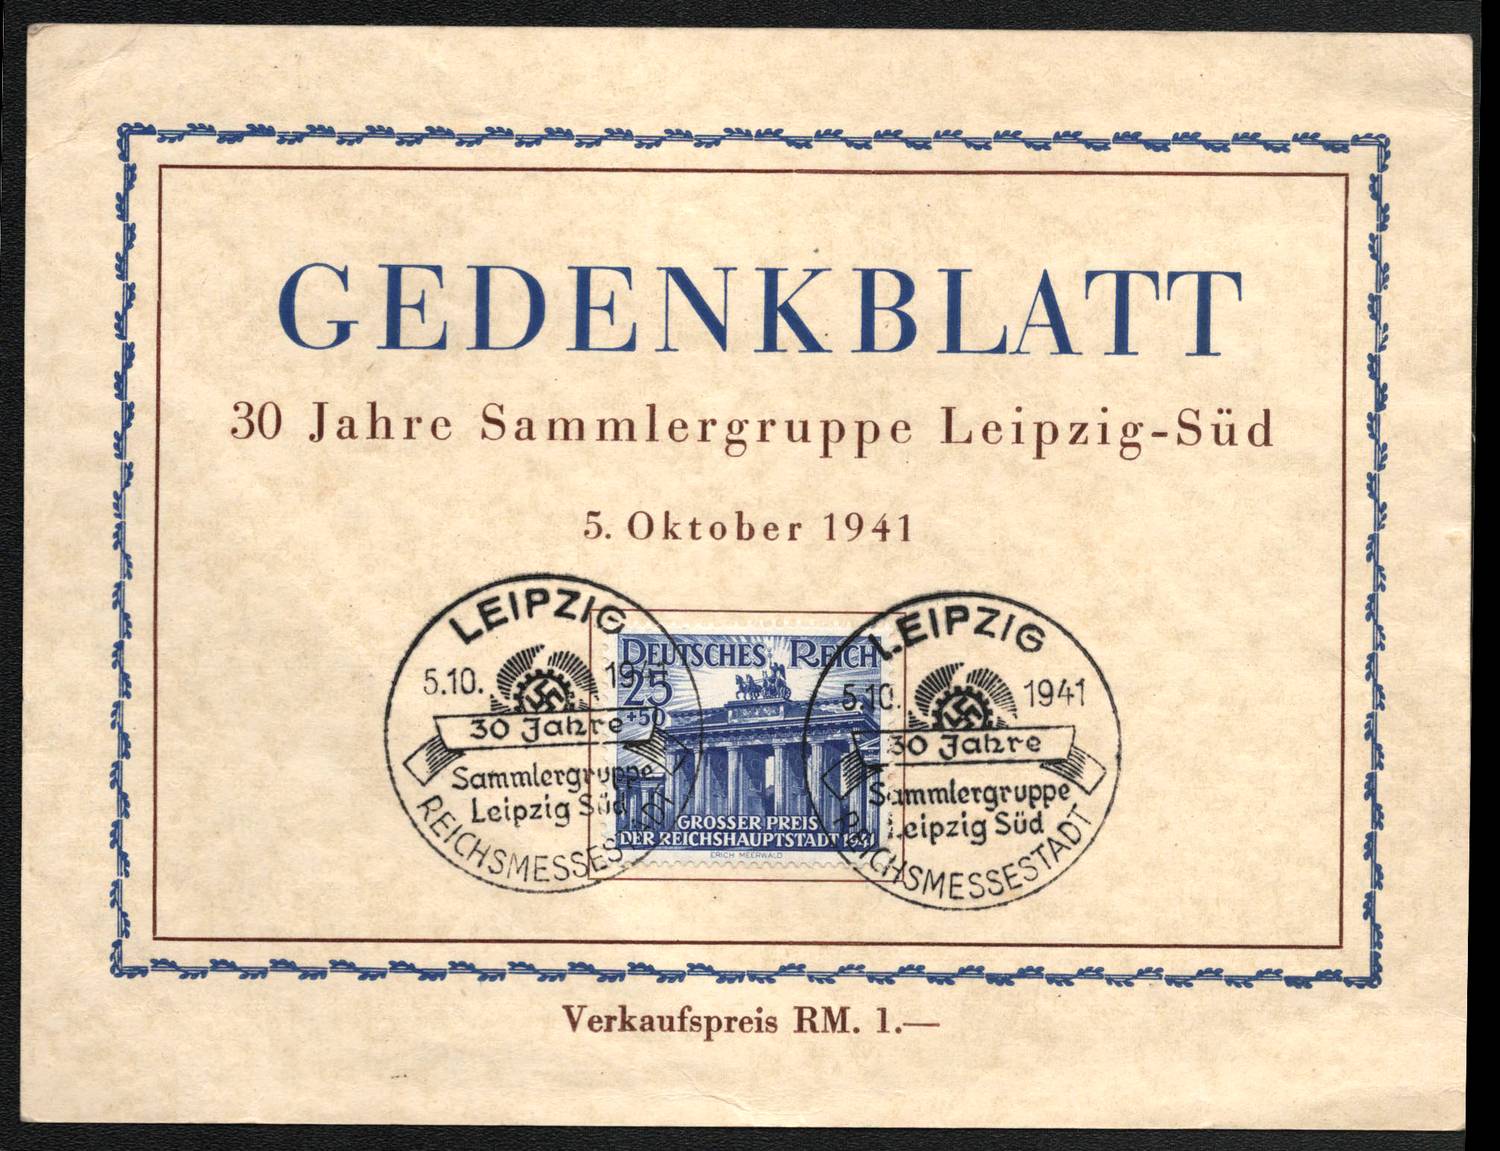 GEDENKBLATT
30 Jahre Sammlergruppe Leipzig-Süd
5. Oktober 1941
LEIPZIG
5.10. 1941
30 Jahre
Sammlergruppe
Leipzig Süd
REICHSMESSESTADT
DEUTSCHES REICH
25
+50
GROSSER PREIS
DER REICHSHAUPTSTADT 1941
ERICH MEERWALD
LEIPZIG
5.10. 1941
30 Jahre
Sammlergruppe
Leipzig Süd
REICHSMESSESTADT
Verkaufspreis RM. 1.—